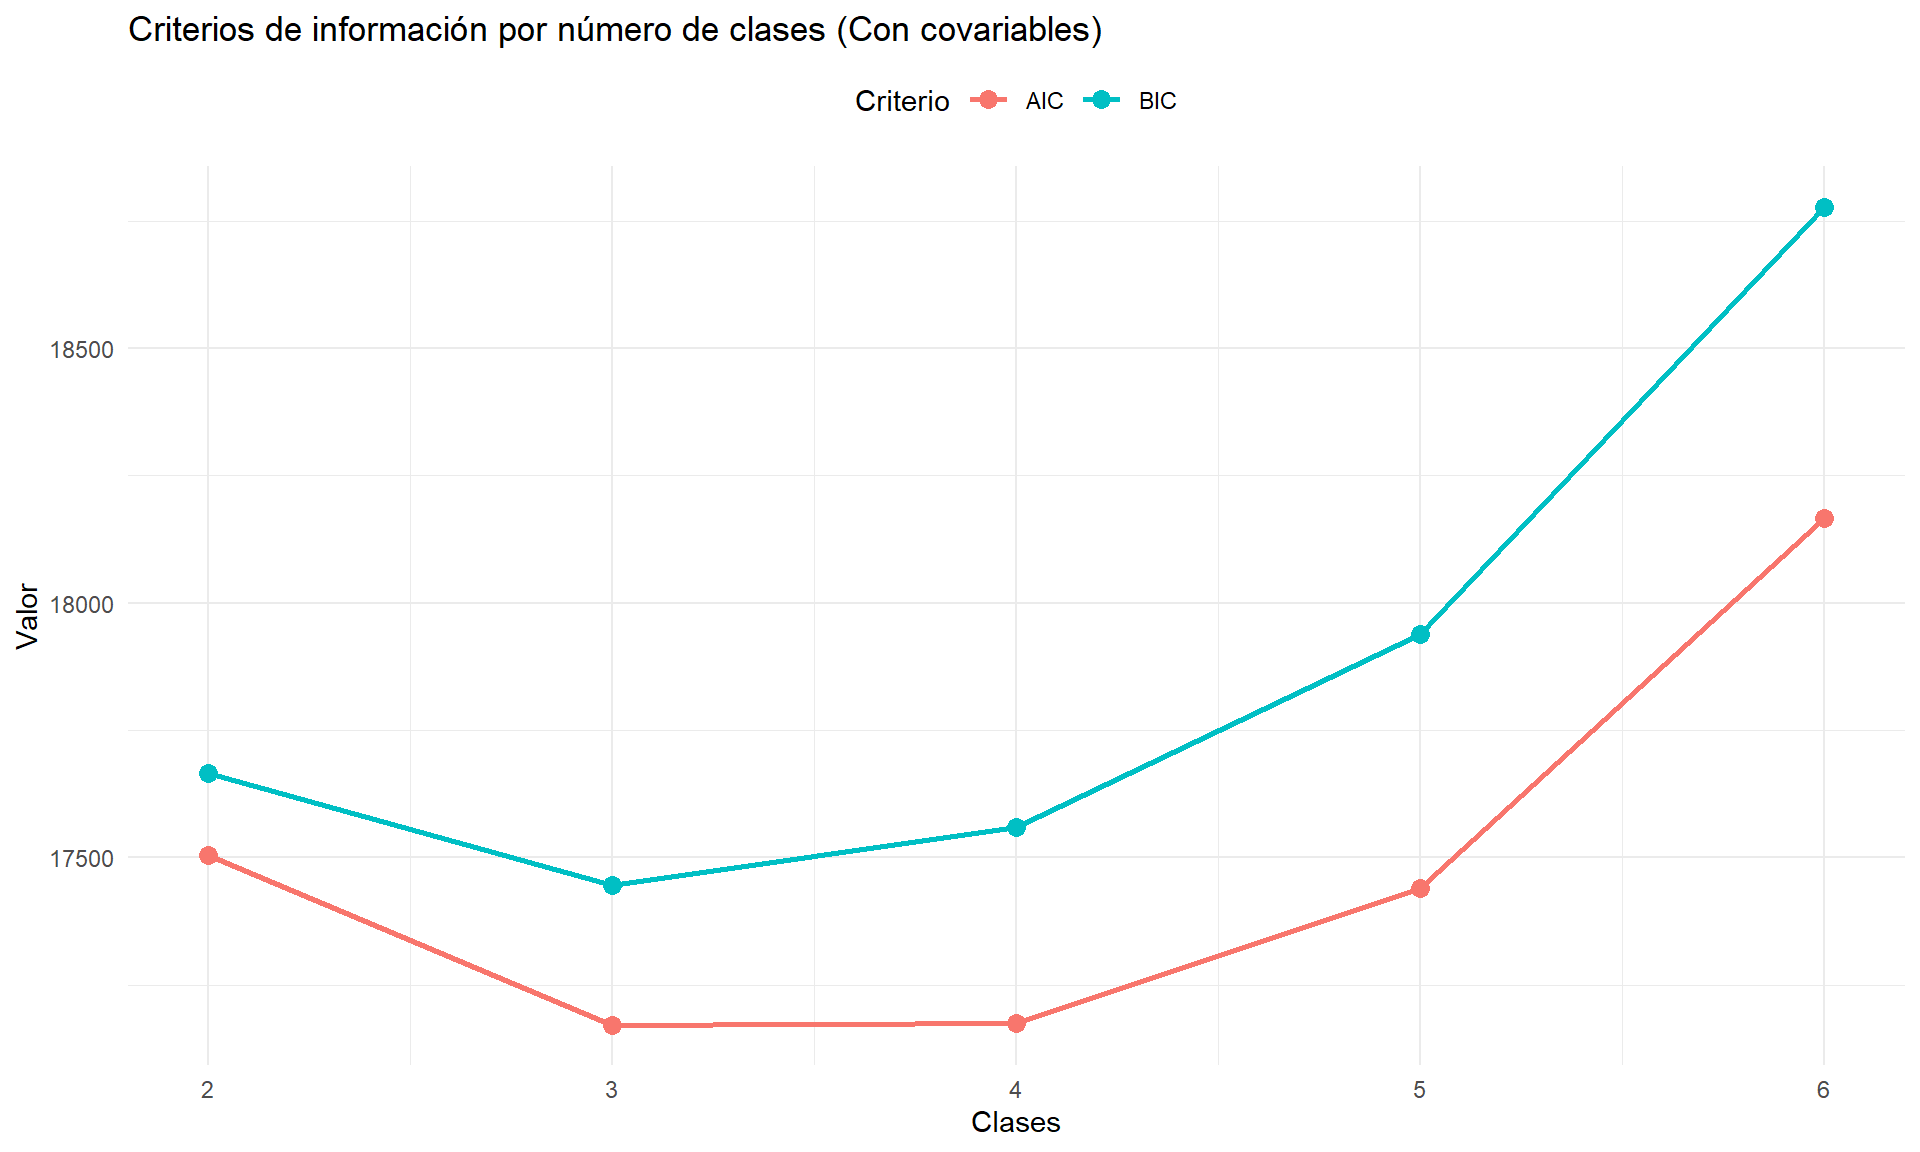 Criterios de información por número de clases (Con covariables)
Criterio AIC BIC
18500
18000
17500
Valor
2 3 4 5 6
Clases